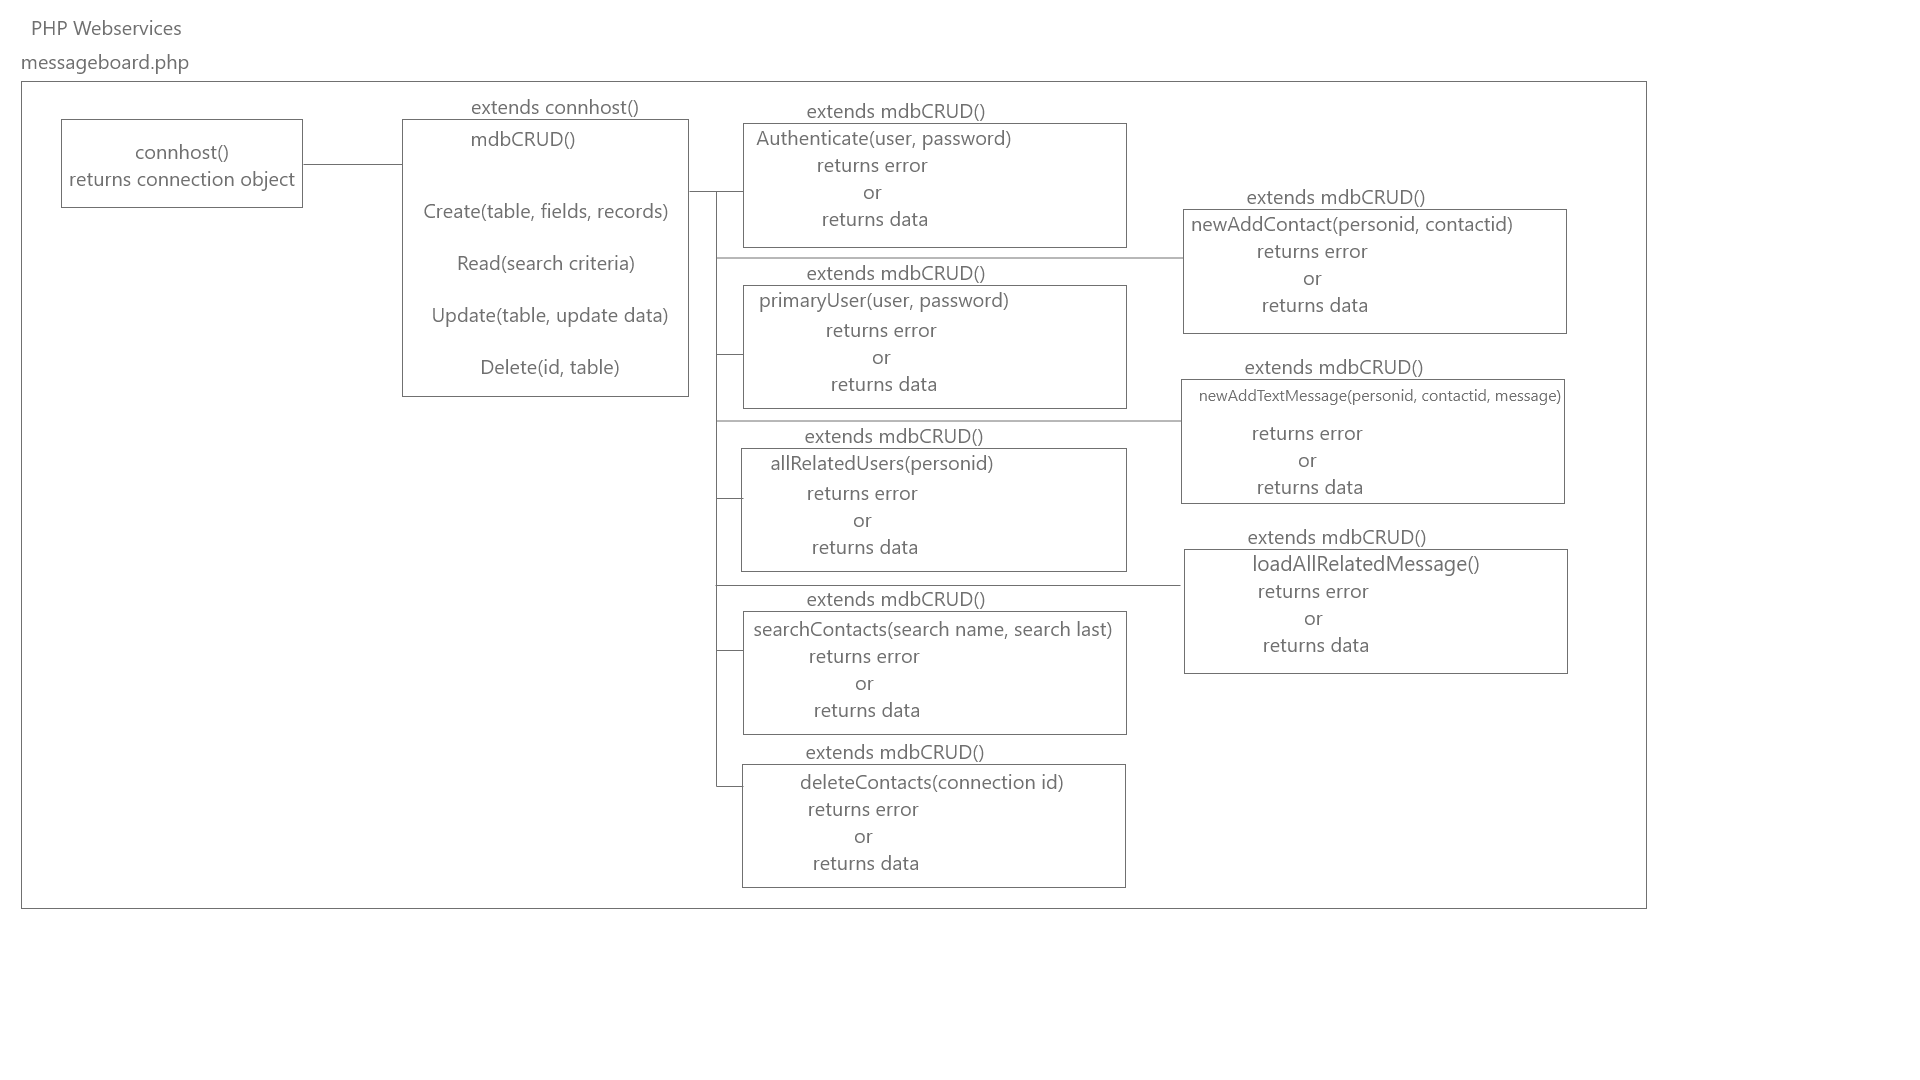 PHP Webservices
messageboard.php
connhost()
returns connection object
extends connhost()
mdbCRUD()
Create(table, fields, records)
Read(search criteria)
Update(table, update data)
Delete(id, table)
extends mdbCRUD()
Authenticate(user, password)
returns error
or
returns data
extends mdbCRUD()
primaryUser(user, password)
returns error
or
returns data
extends mdbCRUD()
allRelatedUsers(personid)
returns error
or
returns data
extends mdbCRUD()
searchContacts(search name, search last)
returns error
or
returns data
extends mdbCRUD()
deleteContacts(connection id)
returns error
or
returns data
extends mdbCRUD()
newAddContact(personid, contactid)
returns error
or
returns data
extends mdbCRUD()
newAddTextMessage(personid, contactid, message)
returns error
or
returns data
extends mdbCRUD()
loadAllRelatedMessage()
returns error
or
returns data